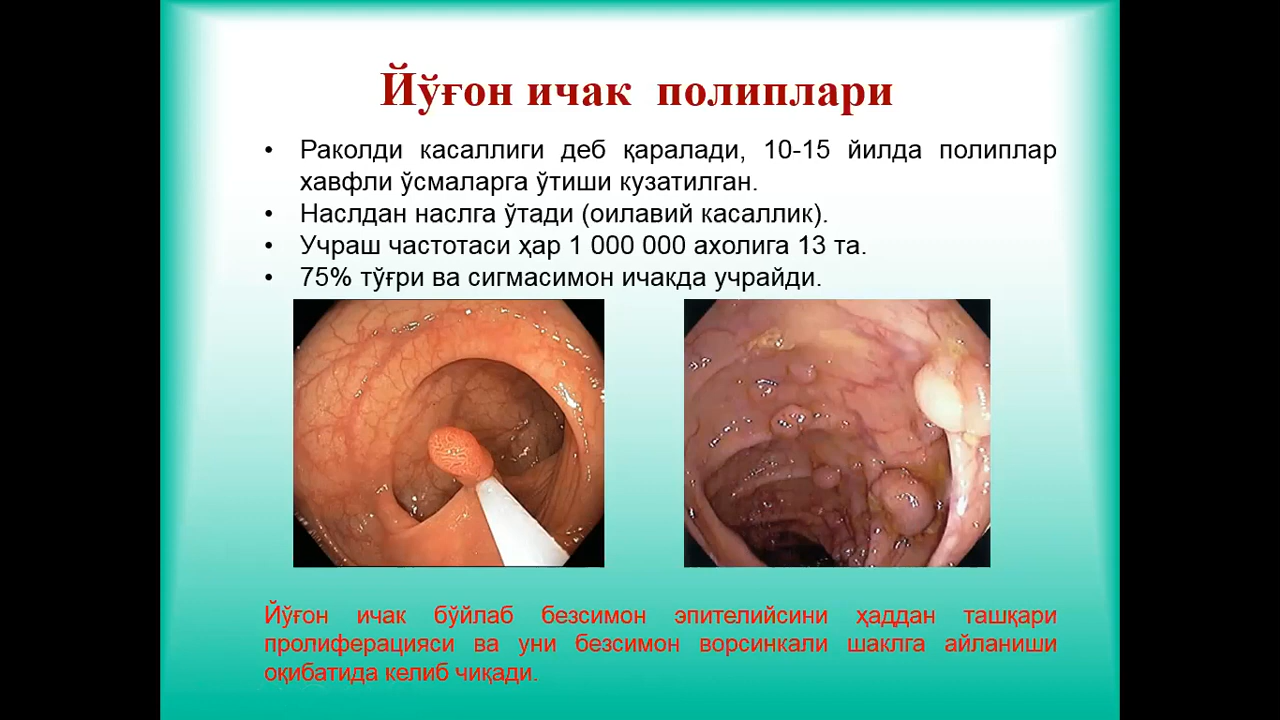 Йўғон ичак полиплари
• Раколди касаллиги деб қаралади, 10-15 йилда полиплар
хавфли ўсмаларга ўтиши кузатилган.
• Наслдан наслга ўтади (оилавий касаллик).
• Учраш частотаси ҳар 1 000 000 ахолига 13 та.
• 75% тўғри ва сигмасимон ичакда учрайди.
Йўғон ичак бўйлаб безсимон эпителийсини ҳаддан ташқари
пролиферацияси ва уни безсимон ворсинкали шаклга айланиши
оқибатида келиб чиқади.